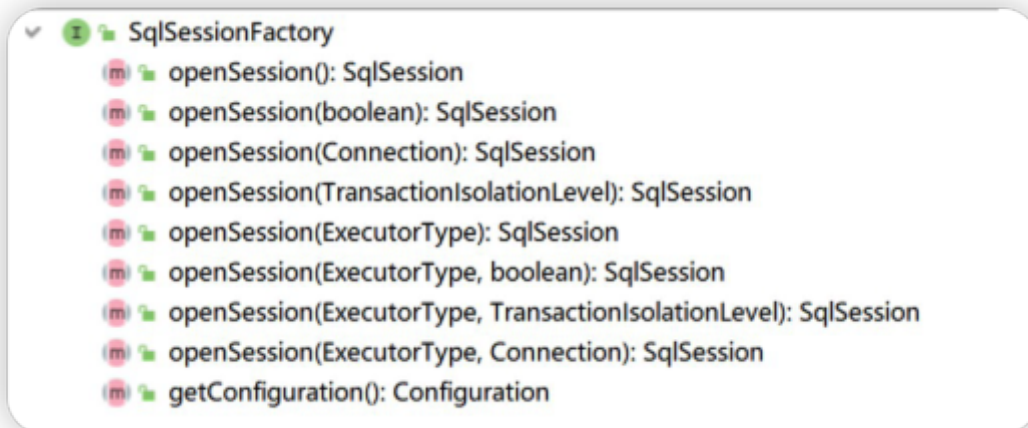 SqlSessionFactory
openSession(): SqlSession
openSession(boolean): SqlSession
openSession(Connection): SqlSession
openSession(TransactionIsolationLevel): SqlSession
openSession(ExecutorType): SqlSession
openSession(ExecutorType, boolean): SqlSession
openSession(ExecutorType, TransactionIsolationLevel): SqlSession
openSession(ExecutorType, Connection): SqlSession
getConfiguration(): Configuration